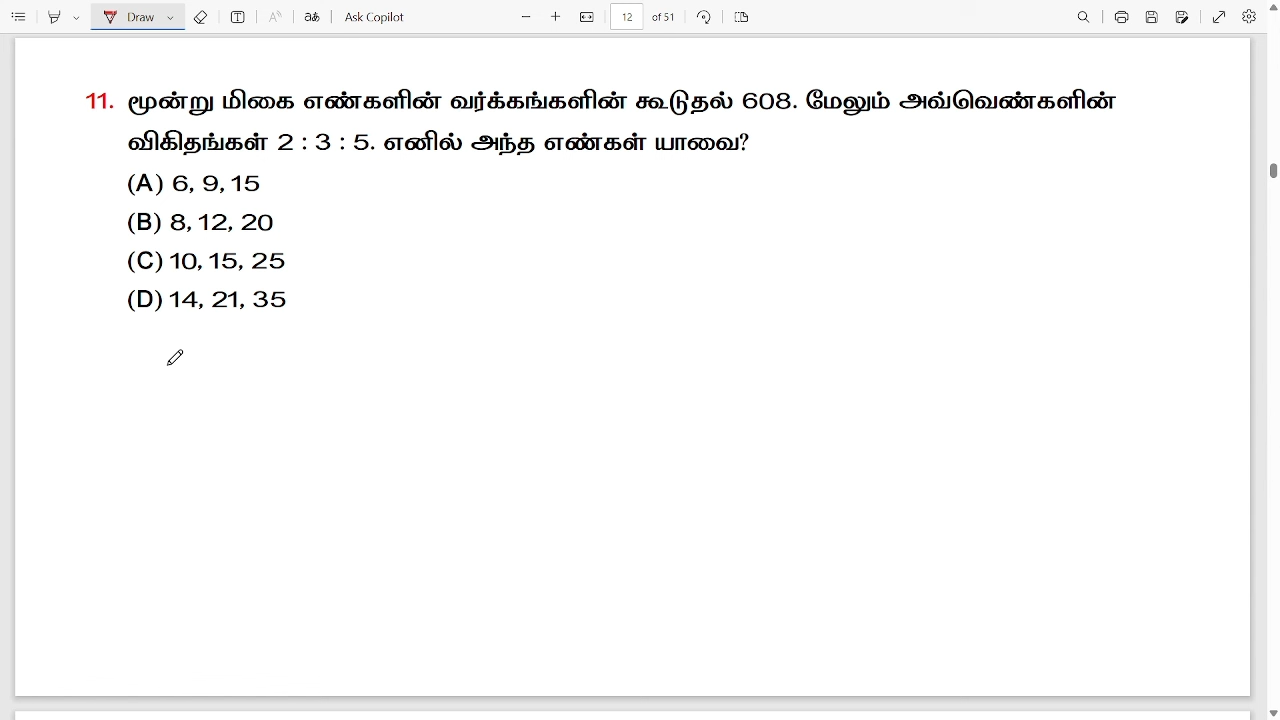 Draw
Ask Copilot
12 of 51
11. மூன்று மிகை எண்களின் வர்க்கங்களின் கூடுதல் 608. மேலும் அவ்வெண்களின்
விகிதங்கள் 2 : 3 : 5. எனில் அந்த எண்கள் யாவை?
(A) 6, 9, 15
(B) 8, 12, 20
(C) 10, 15, 25
(D) 14, 21, 35